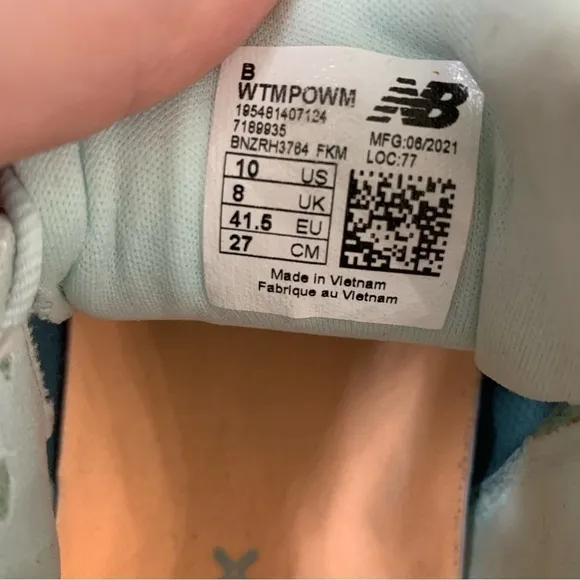 B
WTMPOWM
195481407124
7189935
BNZRH3764 FKM
NB
MFG:06/2021
LOC:77
10 US
8 UK
41.5 EU
27 CM
Made in Vietnam
Fabrique au Vietnam